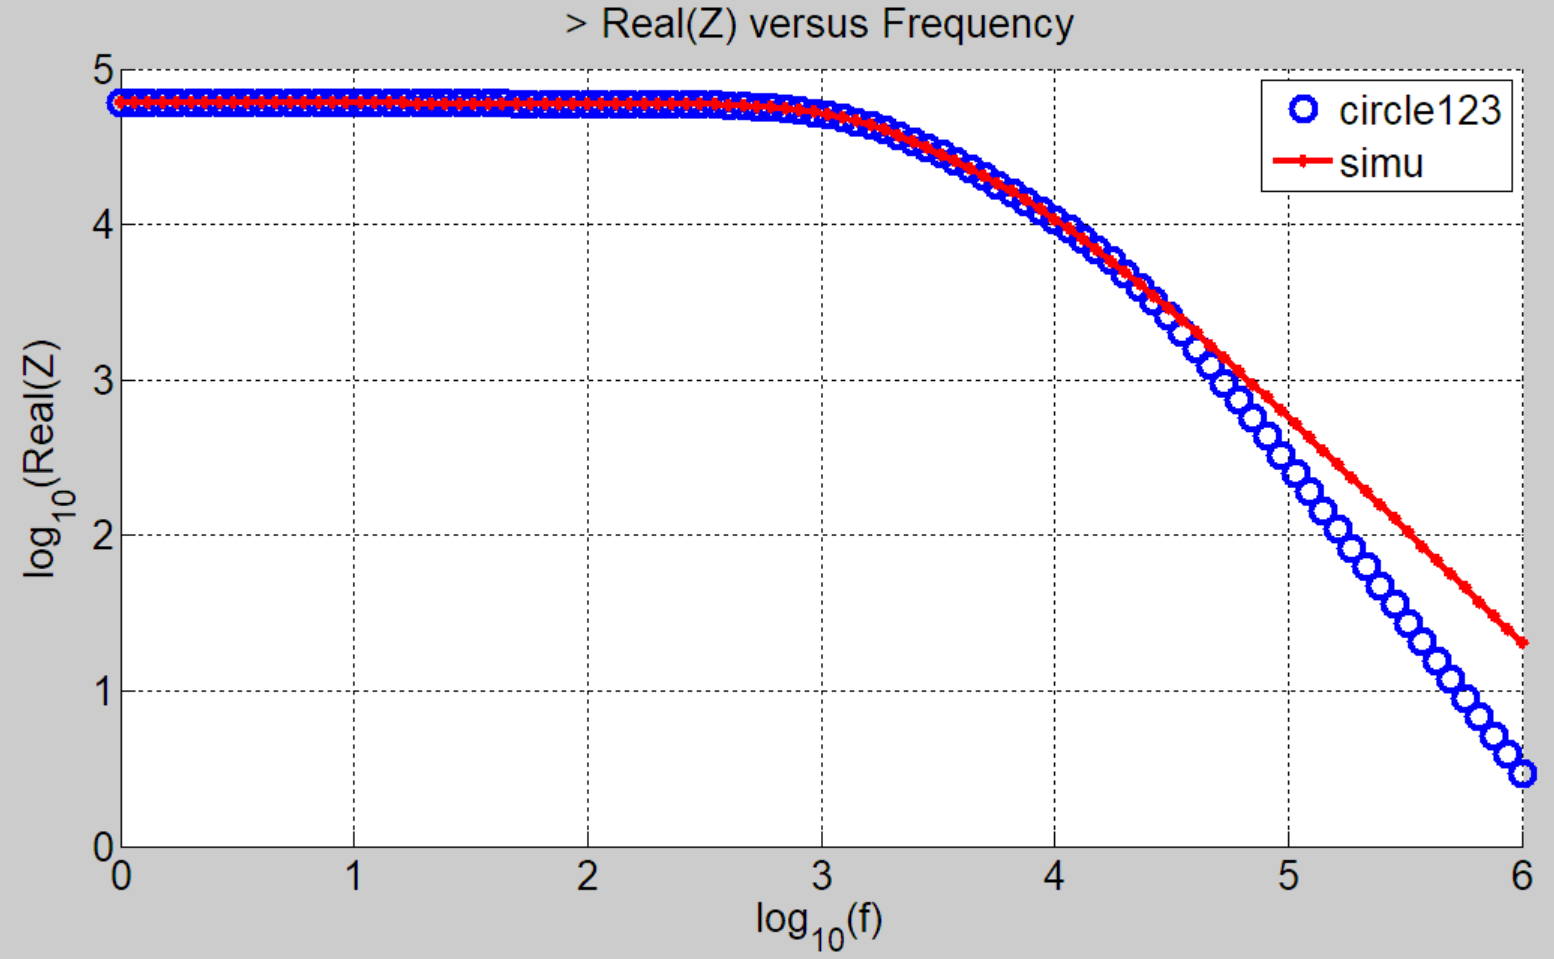 > Real(Z) versus Frequency
circle123
simu
log10(Real(Z)
5
4
3
2
1
0
0 1 2 3 4 5 6
log10(f)